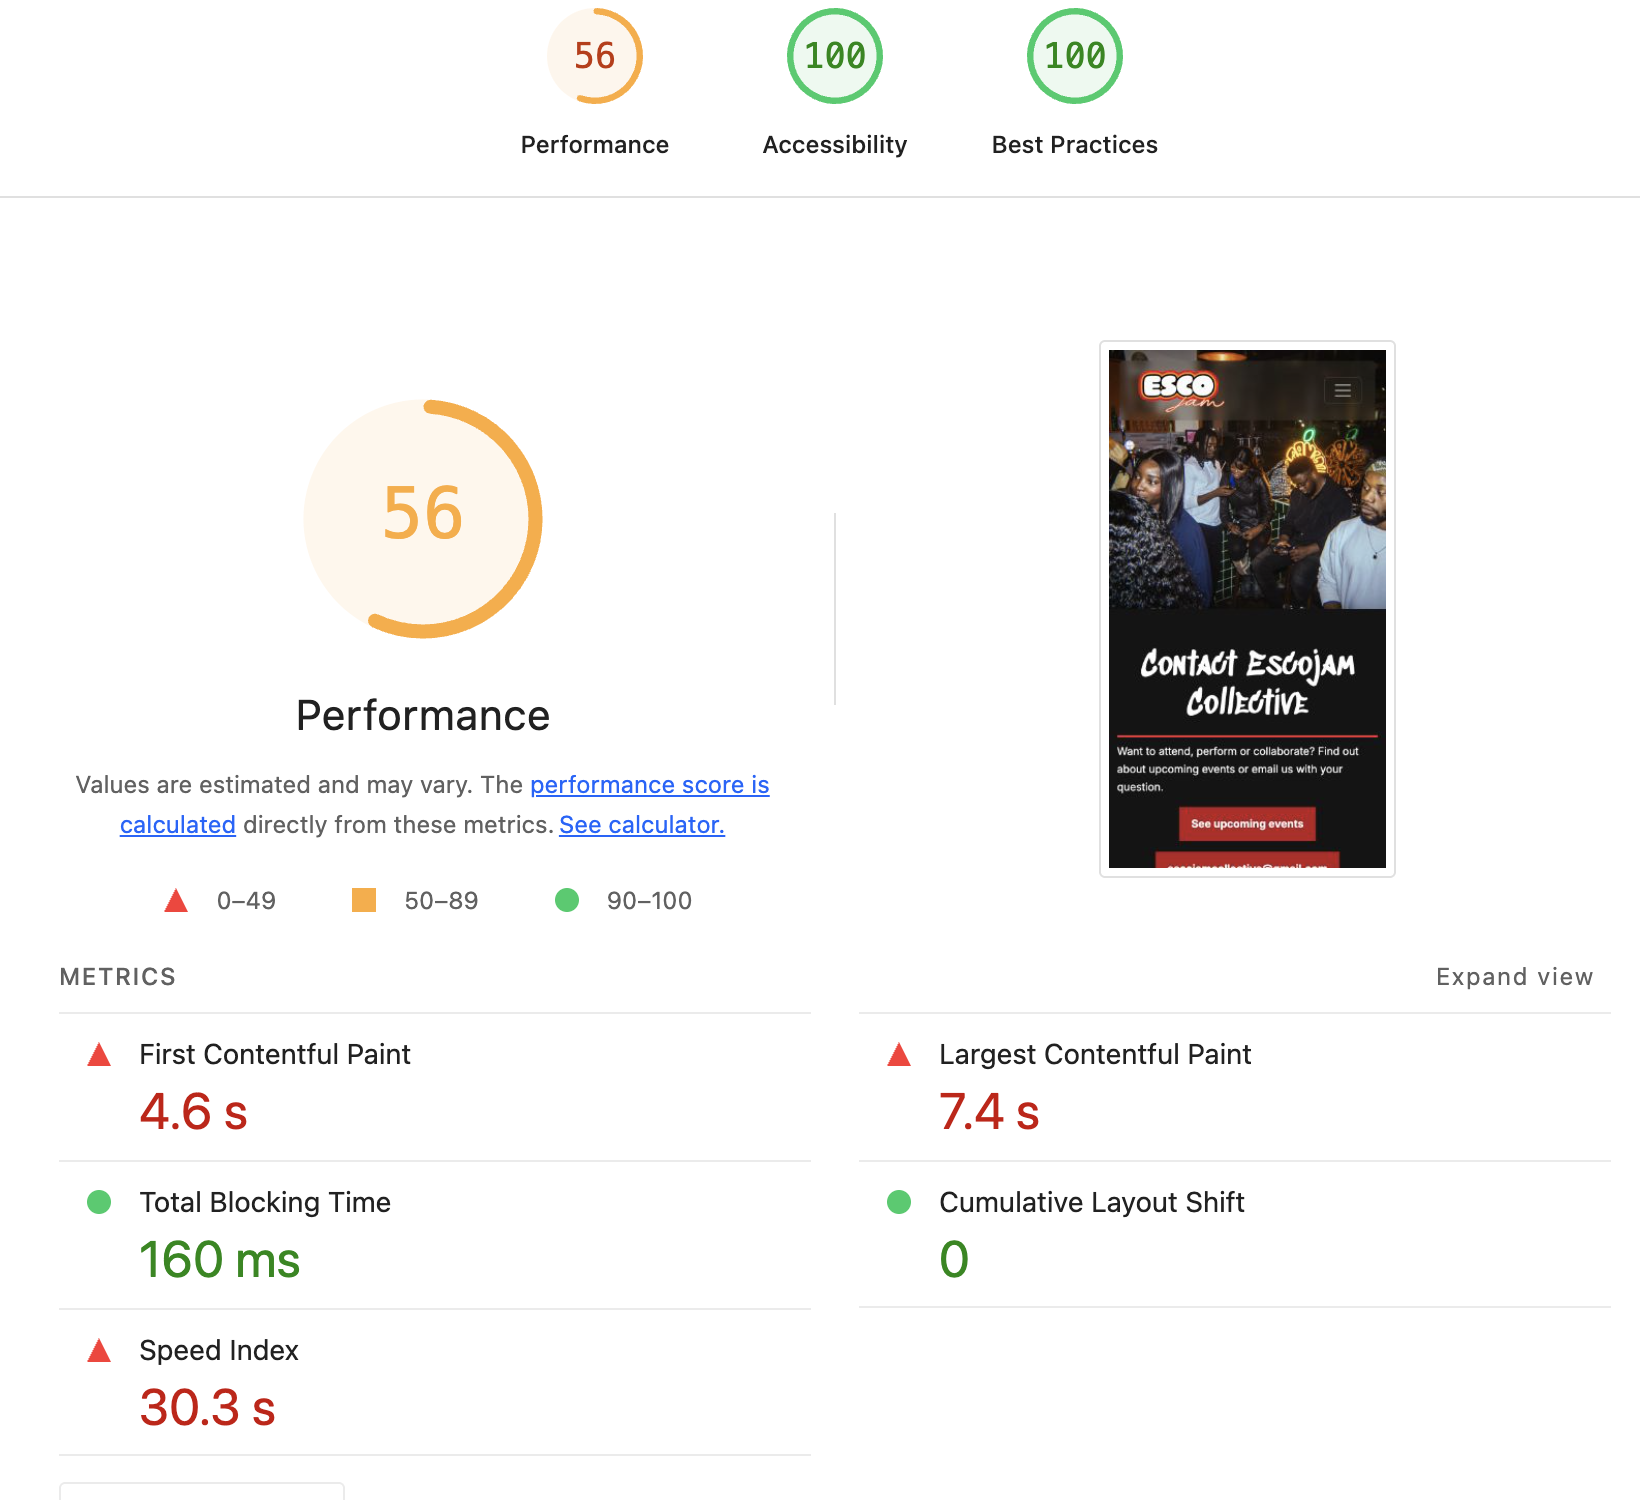 56
100
100
Performance
Accessibility
Best Practices
56
Performance
Values are estimated and may vary. The performance score is
calculated directly from these metrics. See calculator.
0–49
50–89
90–100
ESCO
Jam
Contact Escojam
Collective
Want to attend, perform or collaborate? Find out
about upcoming events or email us with your
question.
See upcoming events
escojamcollective@gmail.com
METRICS
Expand view
First Contentful Paint
4.6 s
Largest Contentful Paint
7.4 s
Total Blocking Time
160 ms
Cumulative Layout Shift
0
Speed Index
30.3 s